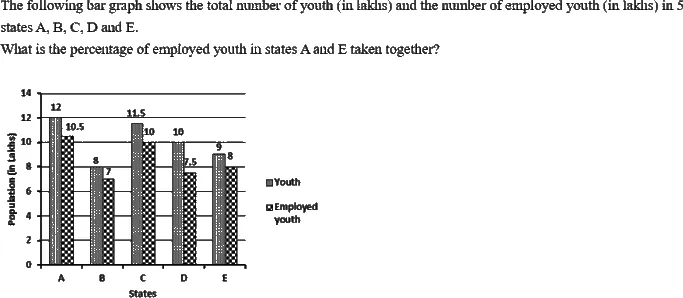 The following bar graph shows the total number of youth (in lakhs) and the number of employed youth (in lakhs) in 5
states A, B, C, D and E.
What is the percentage of employed youth in states A and E taken together?
14
12
10
8
6
4
2
0
Population (in Lakhs)
12
10.5
8
7
11.5
10
10
7.5
9
8
A B C D E
States
Youth
Employed
youth